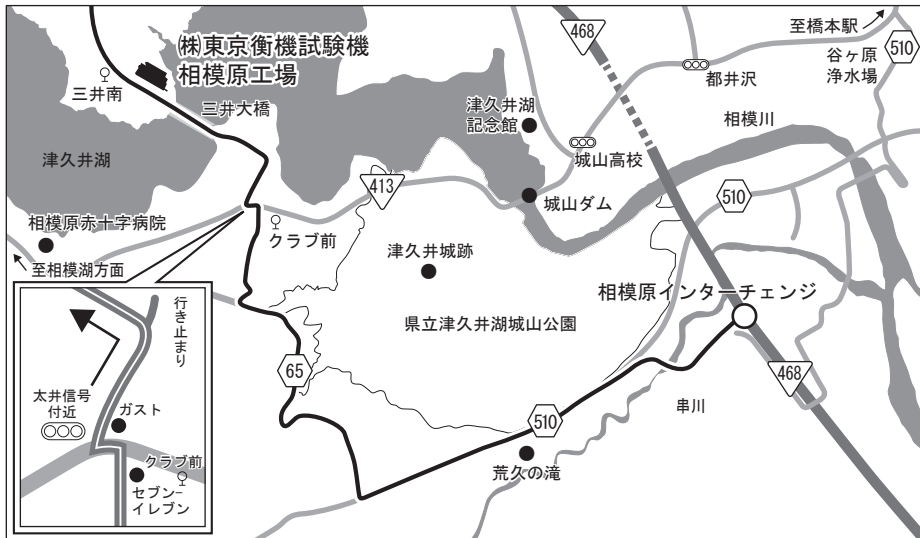 ㈱東京衡機試験機
相模原工場
三井南
三井大橋
津久井湖
津久井湖
記念館
468
都井沢
至橋本駅
510
谷ヶ原
浄水場
相模川
城山高校
413
510
城山ダム
相模原赤十字病院
クラブ前
至相模湖方面
津久井城跡
相模原インターチェンジ
県立津久井湖城山公園
65
468
510
串川
荒久の滝
行き止まり
太井信号
付近
ガスト
クラブ前
セブン-
イレブン